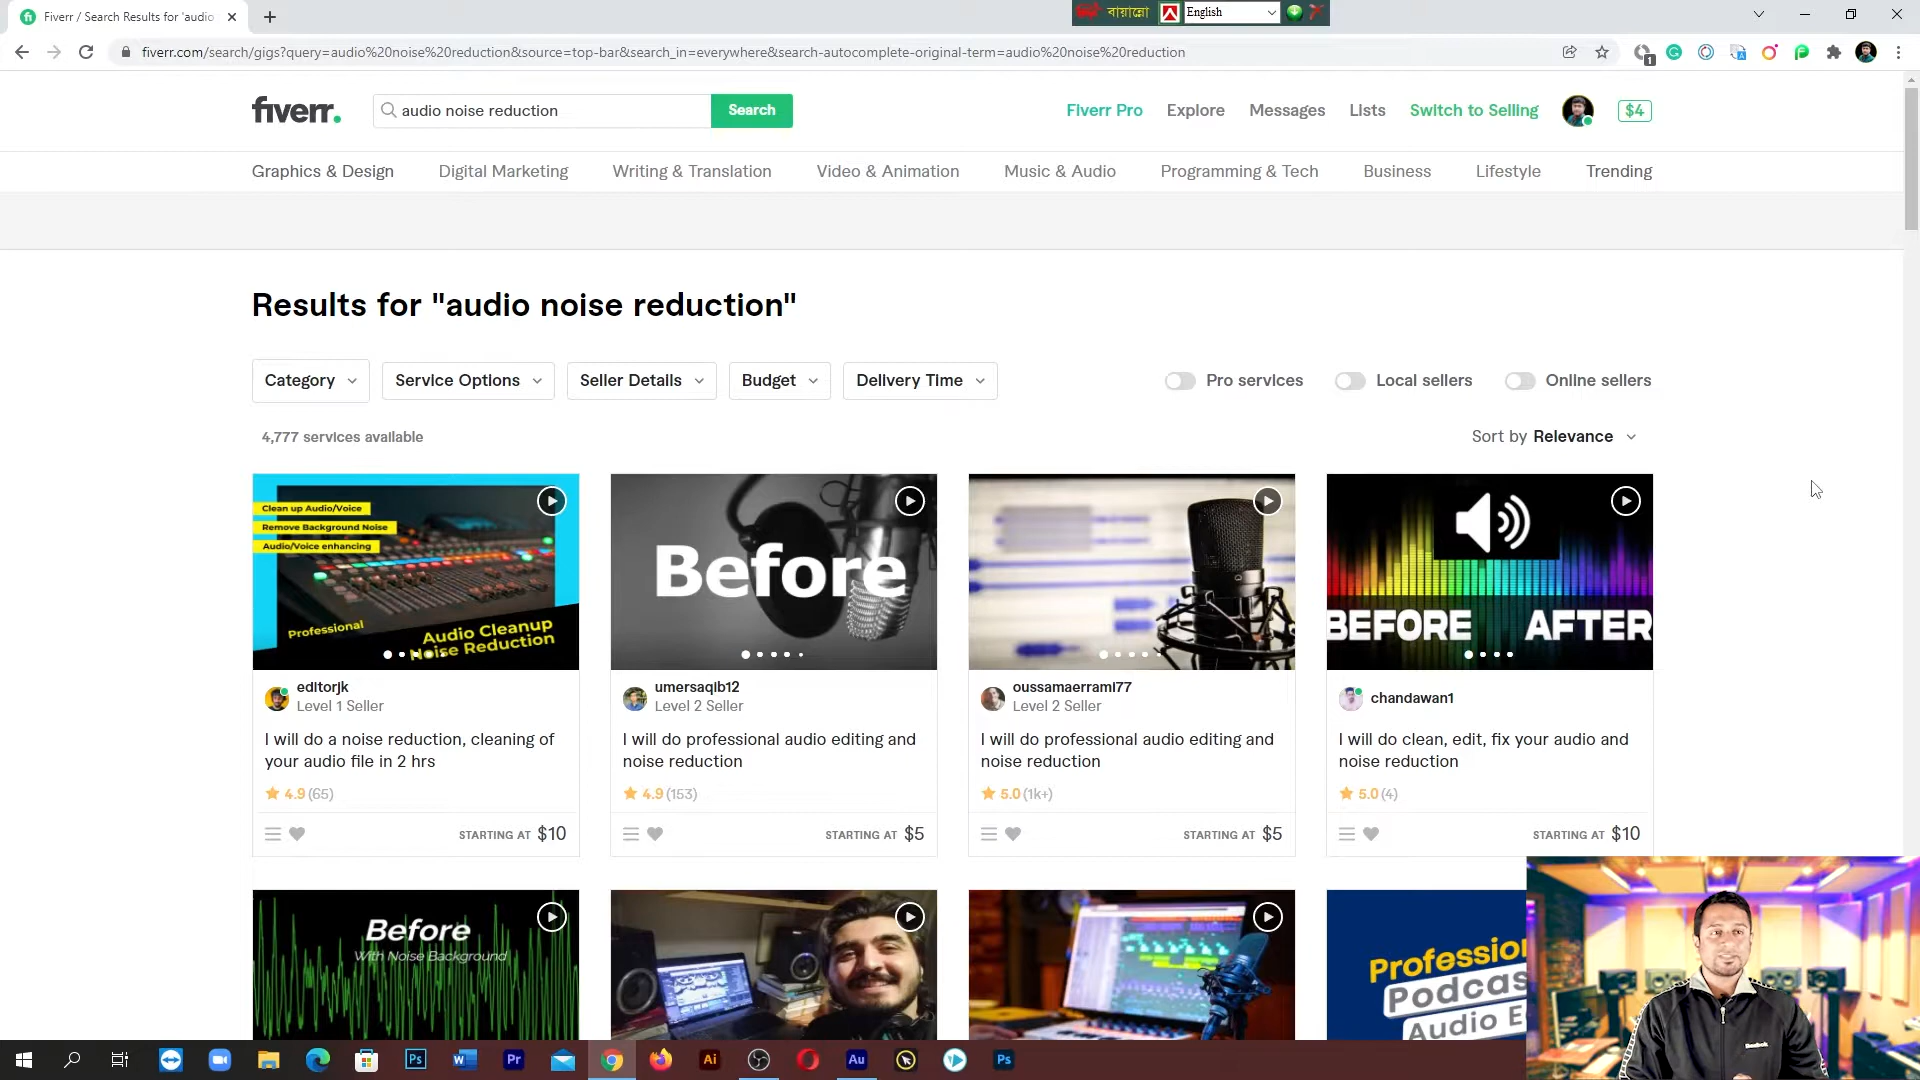 Fiverr / Search Results for 'audio
বায়ান্নো
English
fiverr.com/search/gigs?query=audio%20noise%20reduction&source=top-bar&search_in=everywhere&search-autocomplete-original-term=audio%20noise%20reduction
1
fiverr.
audio noise reduction
Search
Fiverr Pro
Explore
Messages
Lists
Switch to Selling
$4
Graphics & Design
Digital Marketing
Writing & Translation
Video & Animation
Music & Audio
Programming & Tech
Business
Lifestyle
Trending
Results for "audio noise reduction"
Category
Service Options
Seller Details
Budget
Delivery Time
Pro services
Local sellers
Online sellers
4,777 services available
Sort by Relevance
Clean up Audio/Voice
Remove Background Noise
Audio/Voice enhancing
Professional
Audio Cleanup
Noise Reduction
Before
BEFORE AFTER
editorjk
Level 1 Seller
I will do a noise reduction, cleaning of
your audio file in 2 hrs
4.9 (65)
STARTING AT $10
umersaqib12
Level 2 Seller
I will do professional audio editing and
noise reduction
4.9 (153)
STARTING AT $5
oussamaerrami77
Level 2 Seller
I will do professional audio editing and
noise reduction
5.0 (1k+)
STARTING AT $5
chandawan1
I will do clean, edit, fix your audio and
noise reduction
5.0 (4)
STARTING AT $10
Before
With Noise Background
Profession
Podcas
Audio E
Ps
W
Pr
Ai
Au
Ps